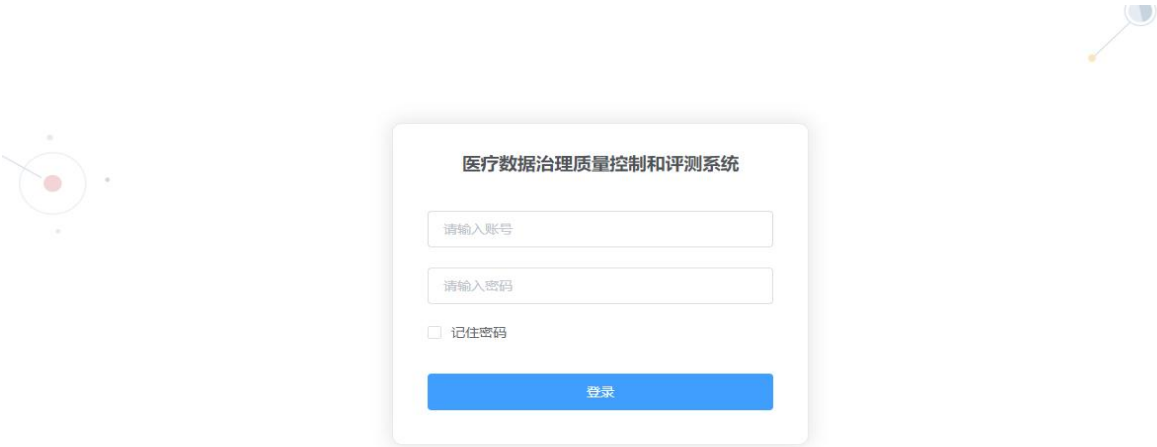 医疗数据治理质量控制和评测系统
请输入账号
请输入密码
记住密码
登录